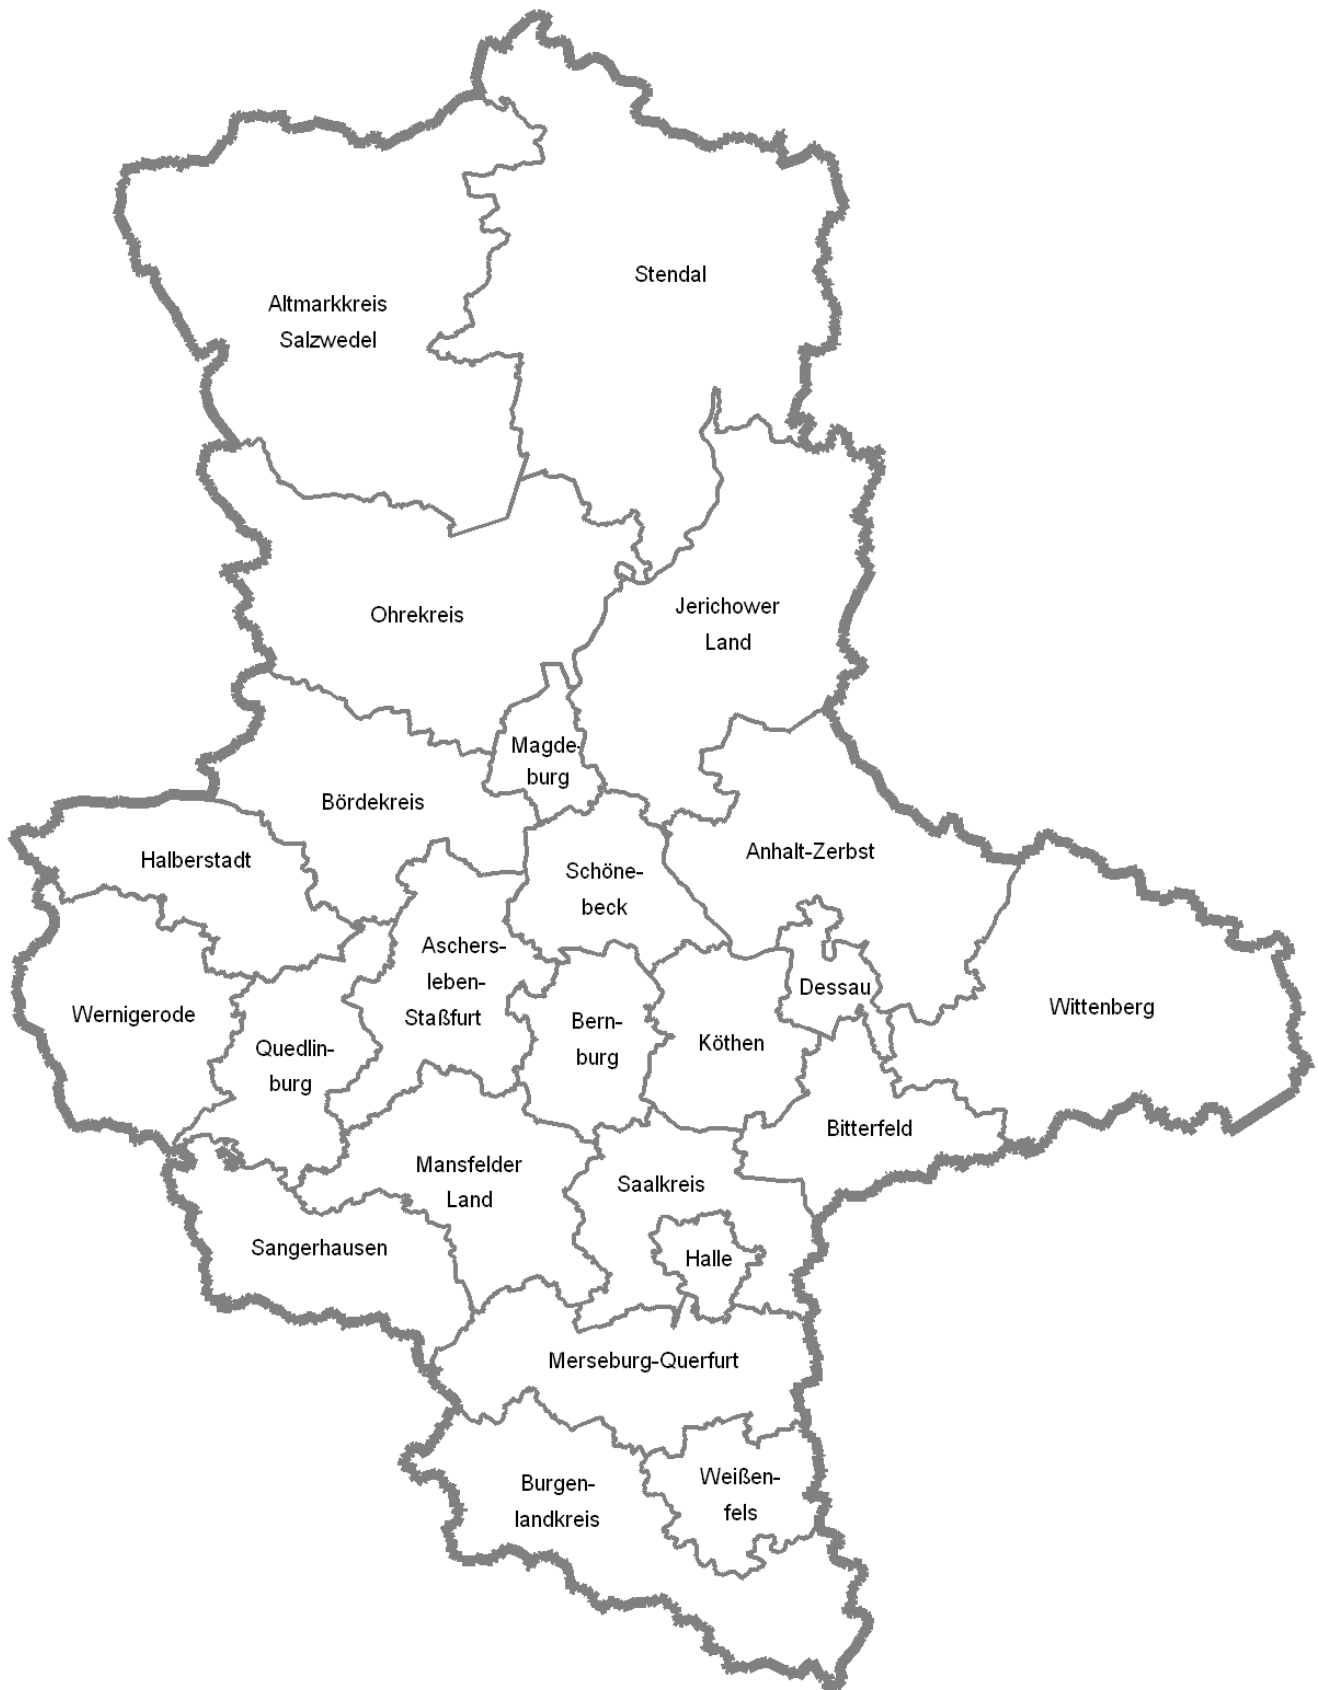 Stendal
Altmarkkreis
Salzwedel
Ohrekreis
Jerichower
Land
Magde-
burg
Bördekreis
Halberstadt
Anhalt-Zerbst
Schöne-
beck
Aschers-
leben-
Staßfurt
Dessau
Wittenberg
Wernigerode
Quedlin-
burg
Bern-
burg
Köthen
Bitterfeld
Mansfelder
Land
Saalkreis
Sangerhausen
Halle
Merseburg-Querfurt
Burgen-
landkreis
Weißen-
fels